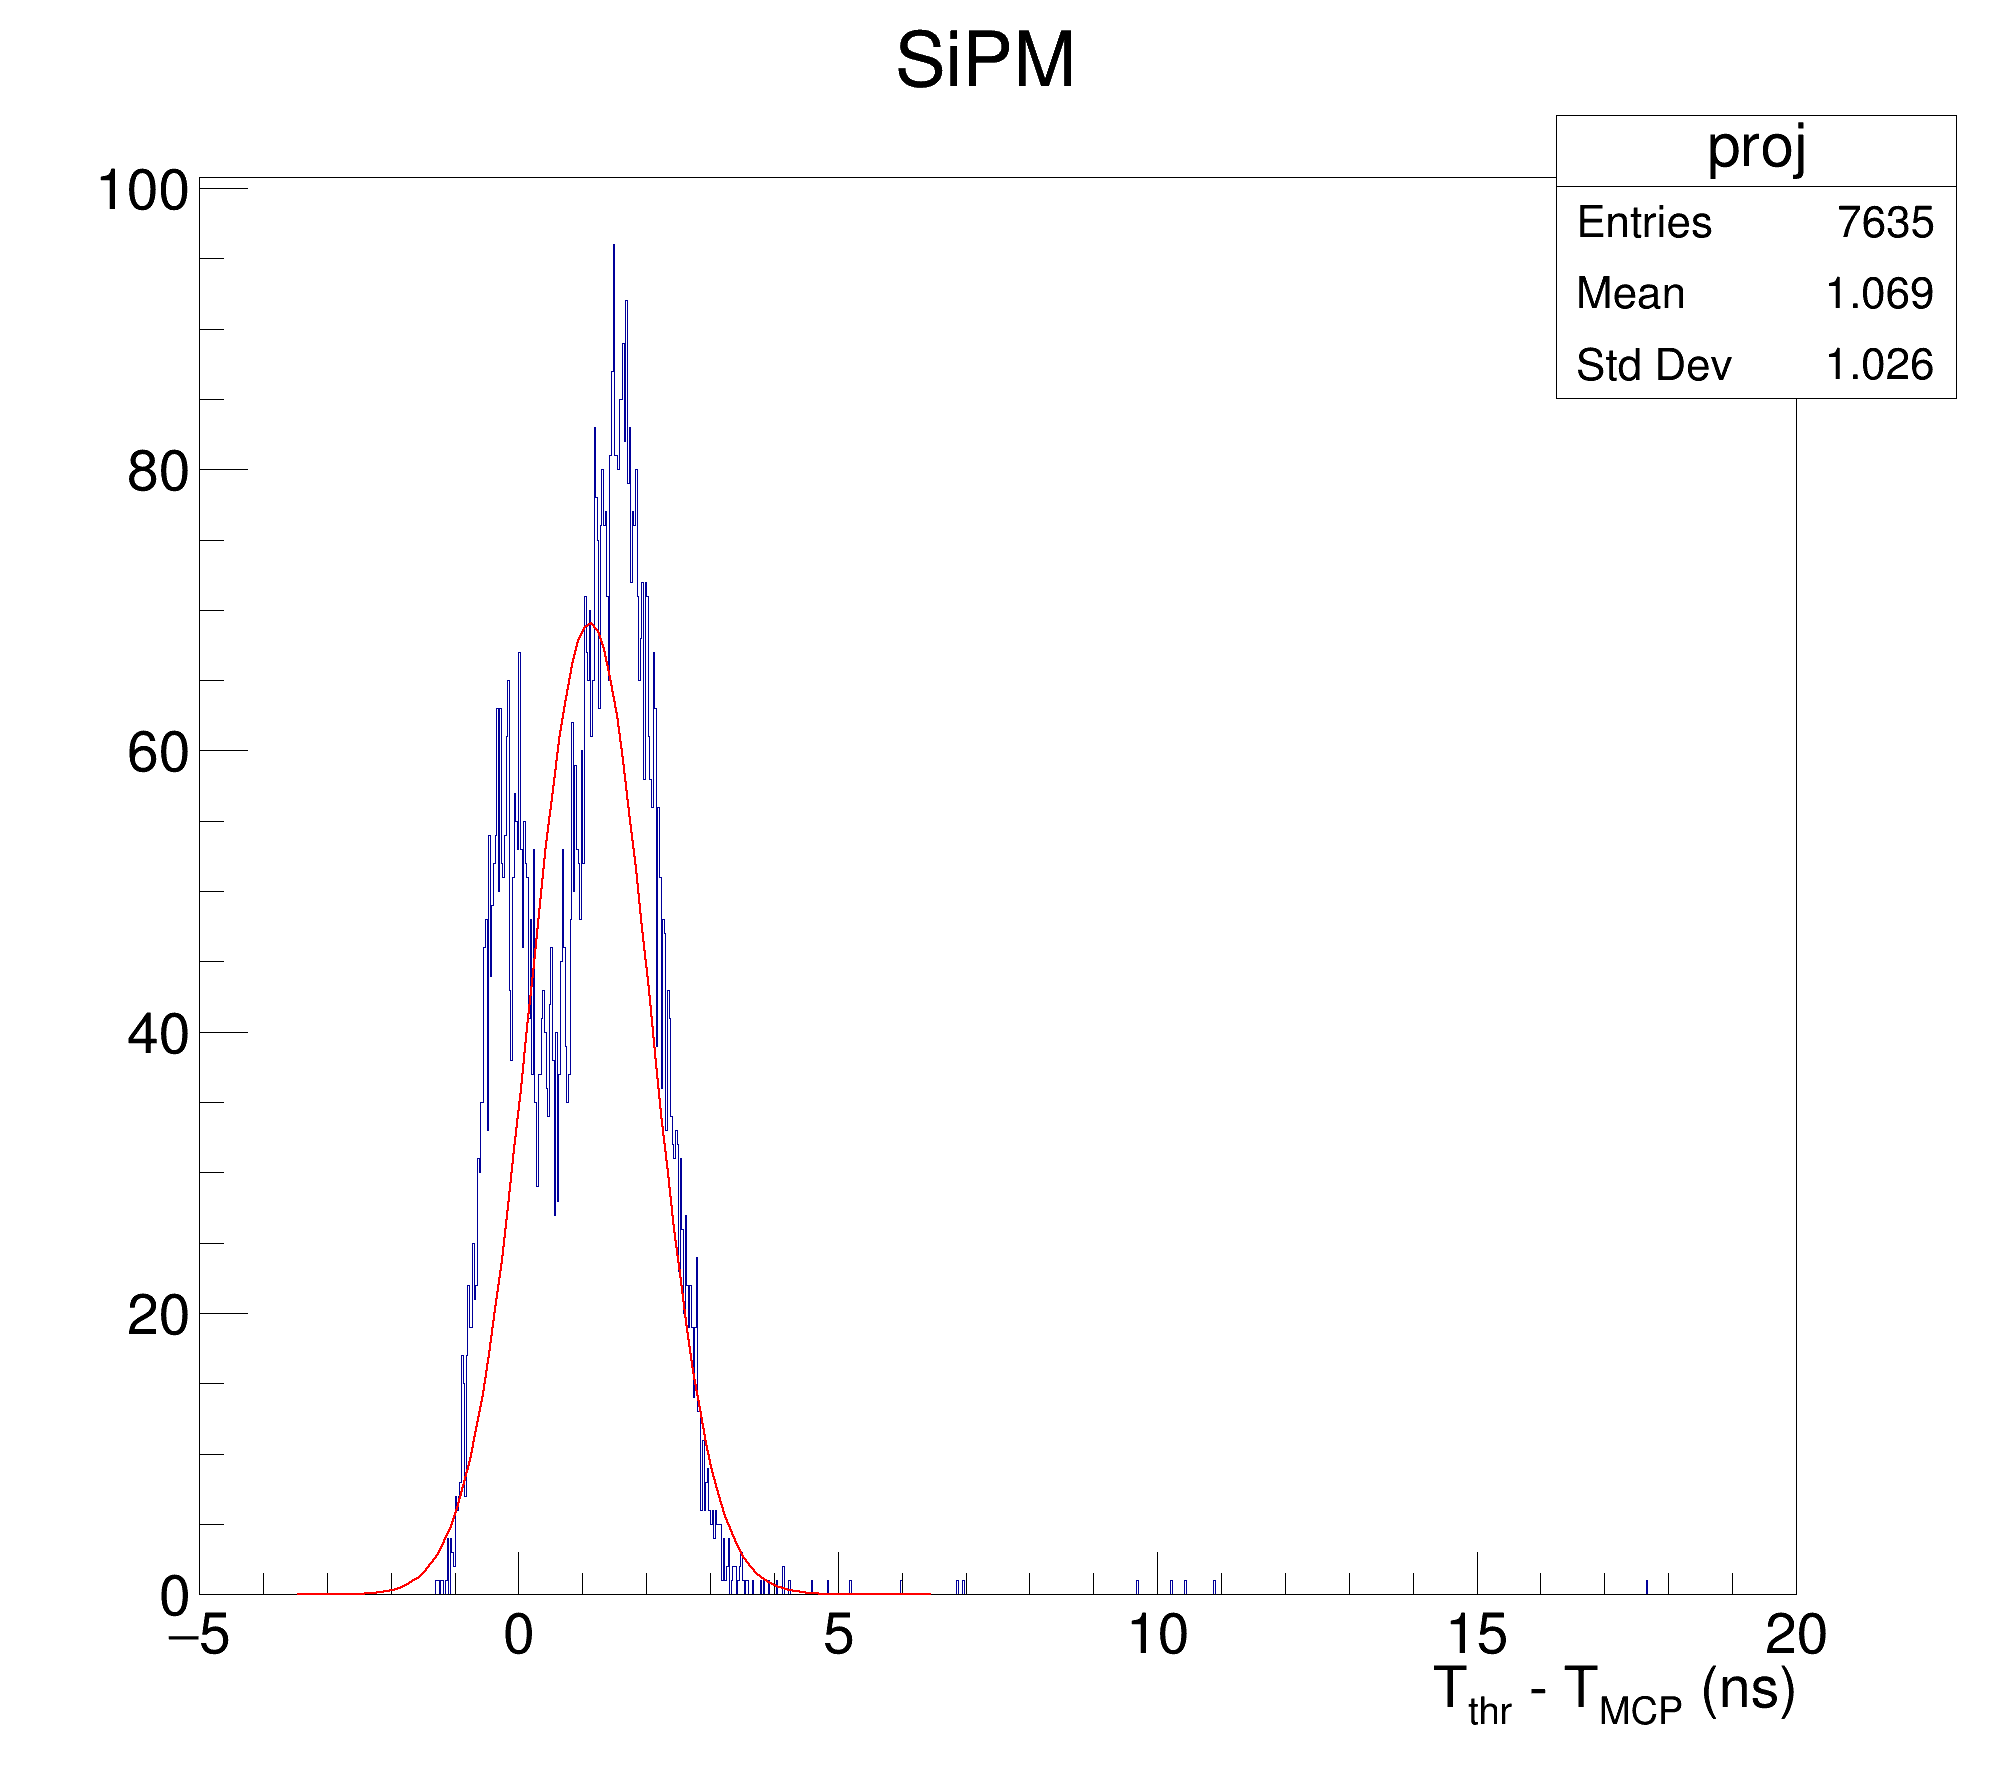 SiPM
proj
Entries 7635
Mean 1.069
Std Dev 1.026
100
80
60
40
20
0
−5 0 5 10 15 20
T_thr - T_MCP (ns)